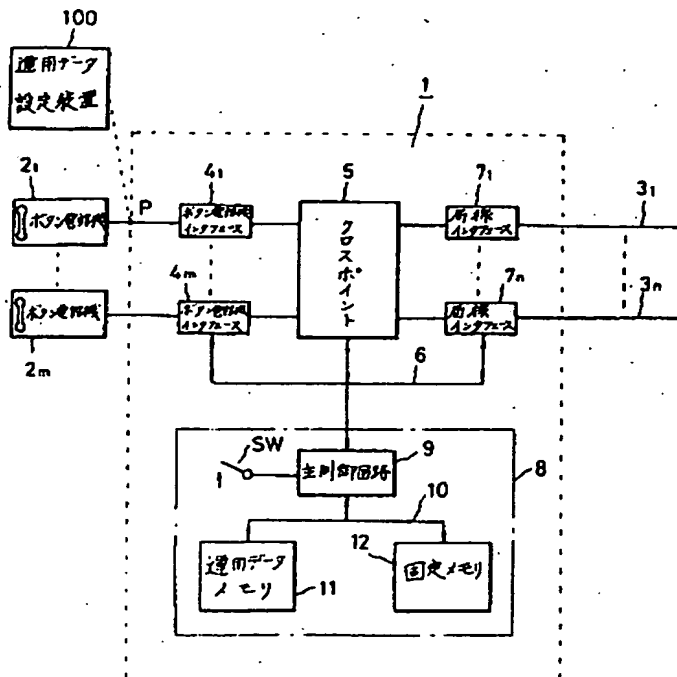 100
運用データ
設定装置
1
2₁
ボタン電話機
P
4₁
ボタン電話機
インタフェース
5
クロスポイント
7₁
局線
インタフェース
3₁
ボタン電話機
2m
4m
ボタン電話機
インタフェース
7n
局線
インタフェース
3n
6
SW
主制御回路
9
8
10
運用データ
メモリ
11
12
固定メモリ